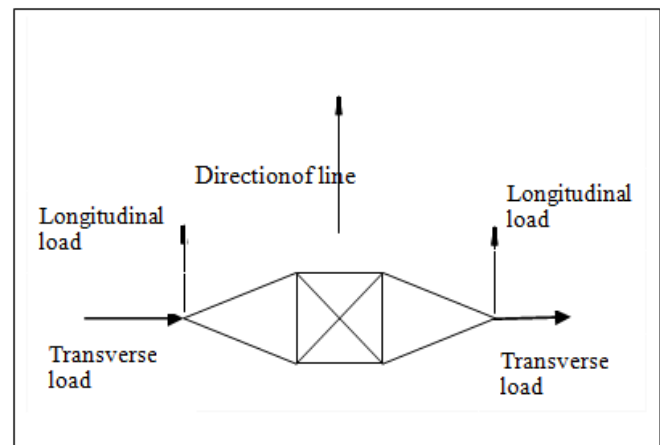 Directionof line
Longitudinal
load
Longitudinal
load
Transverse
load
Transverse
load